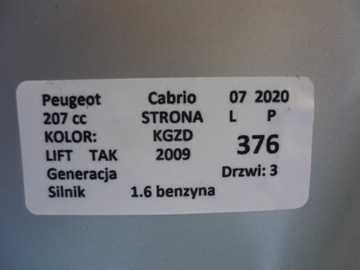 Peugeot Cabrio 07 2020
207 cc STRONA L P
KOLOR: KGZD 376
LIFT TAK 2009
Generacja Drzwi: 3
Silnik 1.6 benzyna